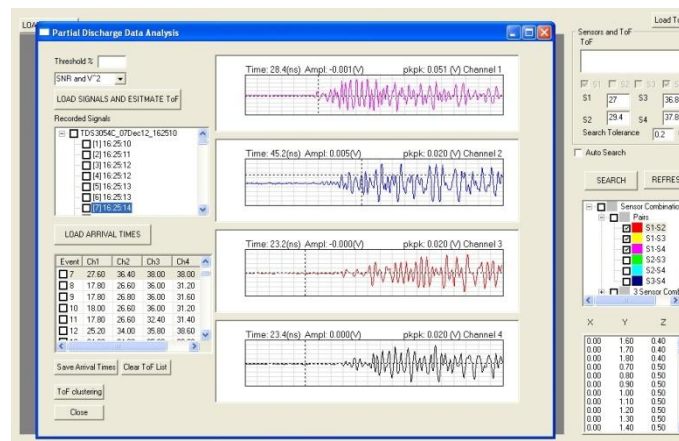 LOA
Partial Discharge Data Analysis
Load To
Sensors and ToF
ToF
Threshold %
SNR and V^2
LOAD SIGNALS AND ESITMATE ToF
Recorded Signals
TDS3054C_07Dec12_162510
[1] 16:25:10
[2] 16:25:11
[3] 16:25:12
[4] 16:25:12
[5] 16:25:13
[6] 16:25:13
[7] 16:25:14
LOAD ARRIVAL TIMES
Event Ch1 Ch2 Ch3 Ch4
7 27.60 36.40 38.00 38.00
8 17.80 26.60 36.00 31.20
9 17.80 26.80 36.00 31.60
10 18.00 26.60 36.00 31.20
11 17.80 26.60 32.40 31.40
12 25.20 34.00 35.80 38.60
Save Arrival Times Clear ToF List
ToF clustering
Close
Time: 28.4(ns) Ampl: -0.001(V) pkpk: 0.051 (V) Channel 1
Time: 45.2(ns) Ampl: 0.005(V) pkpk: 0.020 (V) Channel 2
Time: 23.2(ns) Ampl: -0.000(V) pkpk: 0.020 (V) Channel 3
Time: 23.4(ns) Ampl: 0.000(V) pkpk: 0.020 (V) Channel 4
S1 S2 S3 S
S1 27 S3 36.8
S2 29.4 S4 37.8
Search Tolerance 0.2
Auto Search
SEARCH REFRES
Sensor Combinatio
Pairs
S1-S2
S1-S3
S1-S4
S2-S3
S2-S4
S3-S4
3 Sensor Comb
X Y Z
0.00 1.60 0.40
0.00 1.70 0.40
0.00 1.80 0.40
0.00 0.70 0.50
0.00 0.80 0.50
0.00 0.90 0.50
0.00 1.00 0.50
0.00 1.10 0.50
0.00 1.20 0.50
0.00 1.30 0.50
0.00 1.40 0.50